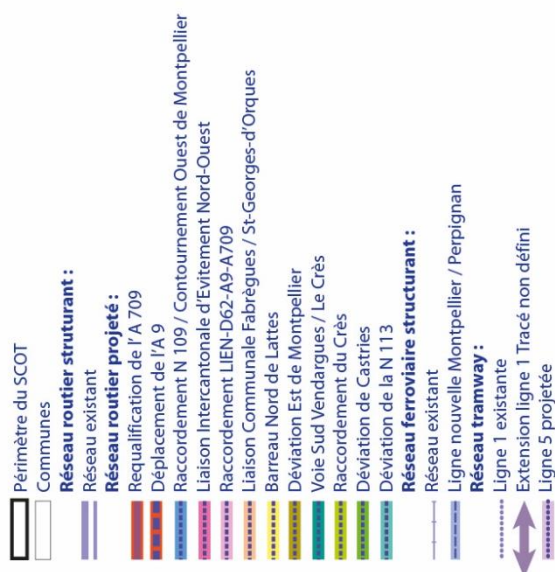 Périmètre du SCOT
Communes
Réseau routier struturant :
Réseau existant
Réseau routier projeté :
Requalification de l'A 709
Déplacement de l'A 9
Raccordement N 109 / Contournement Ouest de Montpellier
Liaison Intercantonale d'Evitement Nord-Ouest
Raccordement LIEN-D62-A9-A709
Liaison Communale Fabrègues / St-Georges-d'Orques
Barreau Nord de Lattes
Déviation Est de Montpellier
Voie Sud Vendargues / Le Crès
Raccordement du Crès
Déviation de Castries
Déviation de la N 113
Réseau ferroviaire structurant :
Réseau existant
Ligne nouvelle Montpellier / Perpignan
Réseau tramway :
Ligne 1 existante
Extension ligne 1 Tracé non défini
Ligne 5 projetée